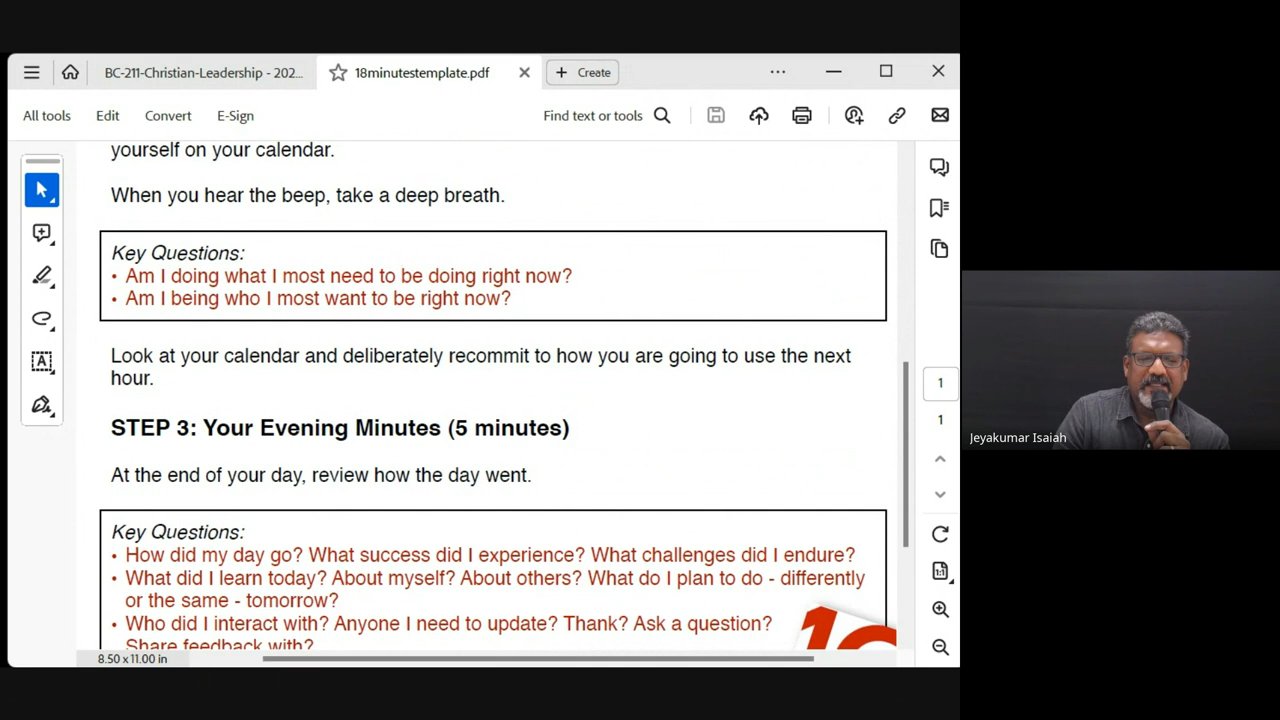 BC-211-Christian-Leadership - 202...
18minutestemplate.pdf
Create
All tools
Edit
Convert
E-Sign
Find text or tools
yourself on your calendar.
When you hear the beep, take a deep breath.
Key Questions:
• Am I doing what I most need to be doing right now?
• Am I being who I most want to be right now?
Look at your calendar and deliberately recommit to how you are going to use the next
hour.
STEP 3: Your Evening Minutes (5 minutes)
At the end of your day, review how the day went.
Key Questions:
• How did my day go? What success did I experience? What challenges did I endure?
• What did I learn today? About myself? About others? What do I plan to do - differently
or the same - tomorrow?
• Who did I interact with? Anyone I need to update? Thank? Ask a question?
Share feedback with?
8.50 x 11.00 in
1
1
1:1
Jeyakumar Isaiah